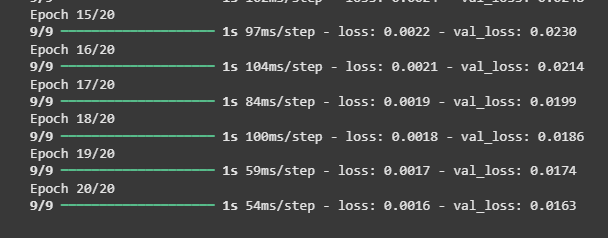 Epoch 15/20
9/9 ━━━━━━━━━━━━━━━━━━━━ 1s 97ms/step - loss: 0.0022 - val_loss: 0.0230
Epoch 16/20
9/9 ━━━━━━━━━━━━━━━━━━━━ 1s 104ms/step - loss: 0.0021 - val_loss: 0.0214
Epoch 17/20
9/9 ━━━━━━━━━━━━━━━━━━━━ 1s 84ms/step - loss: 0.0019 - val_loss: 0.0199
Epoch 18/20
9/9 ━━━━━━━━━━━━━━━━━━━━ 1s 100ms/step - loss: 0.0018 - val_loss: 0.0186
Epoch 19/20
9/9 ━━━━━━━━━━━━━━━━━━━━ 1s 59ms/step - loss: 0.0017 - val_loss: 0.0174
Epoch 20/20
9/9 ━━━━━━━━━━━━━━━━━━━━ 1s 54ms/step - loss: 0.0016 - val_loss: 0.0163